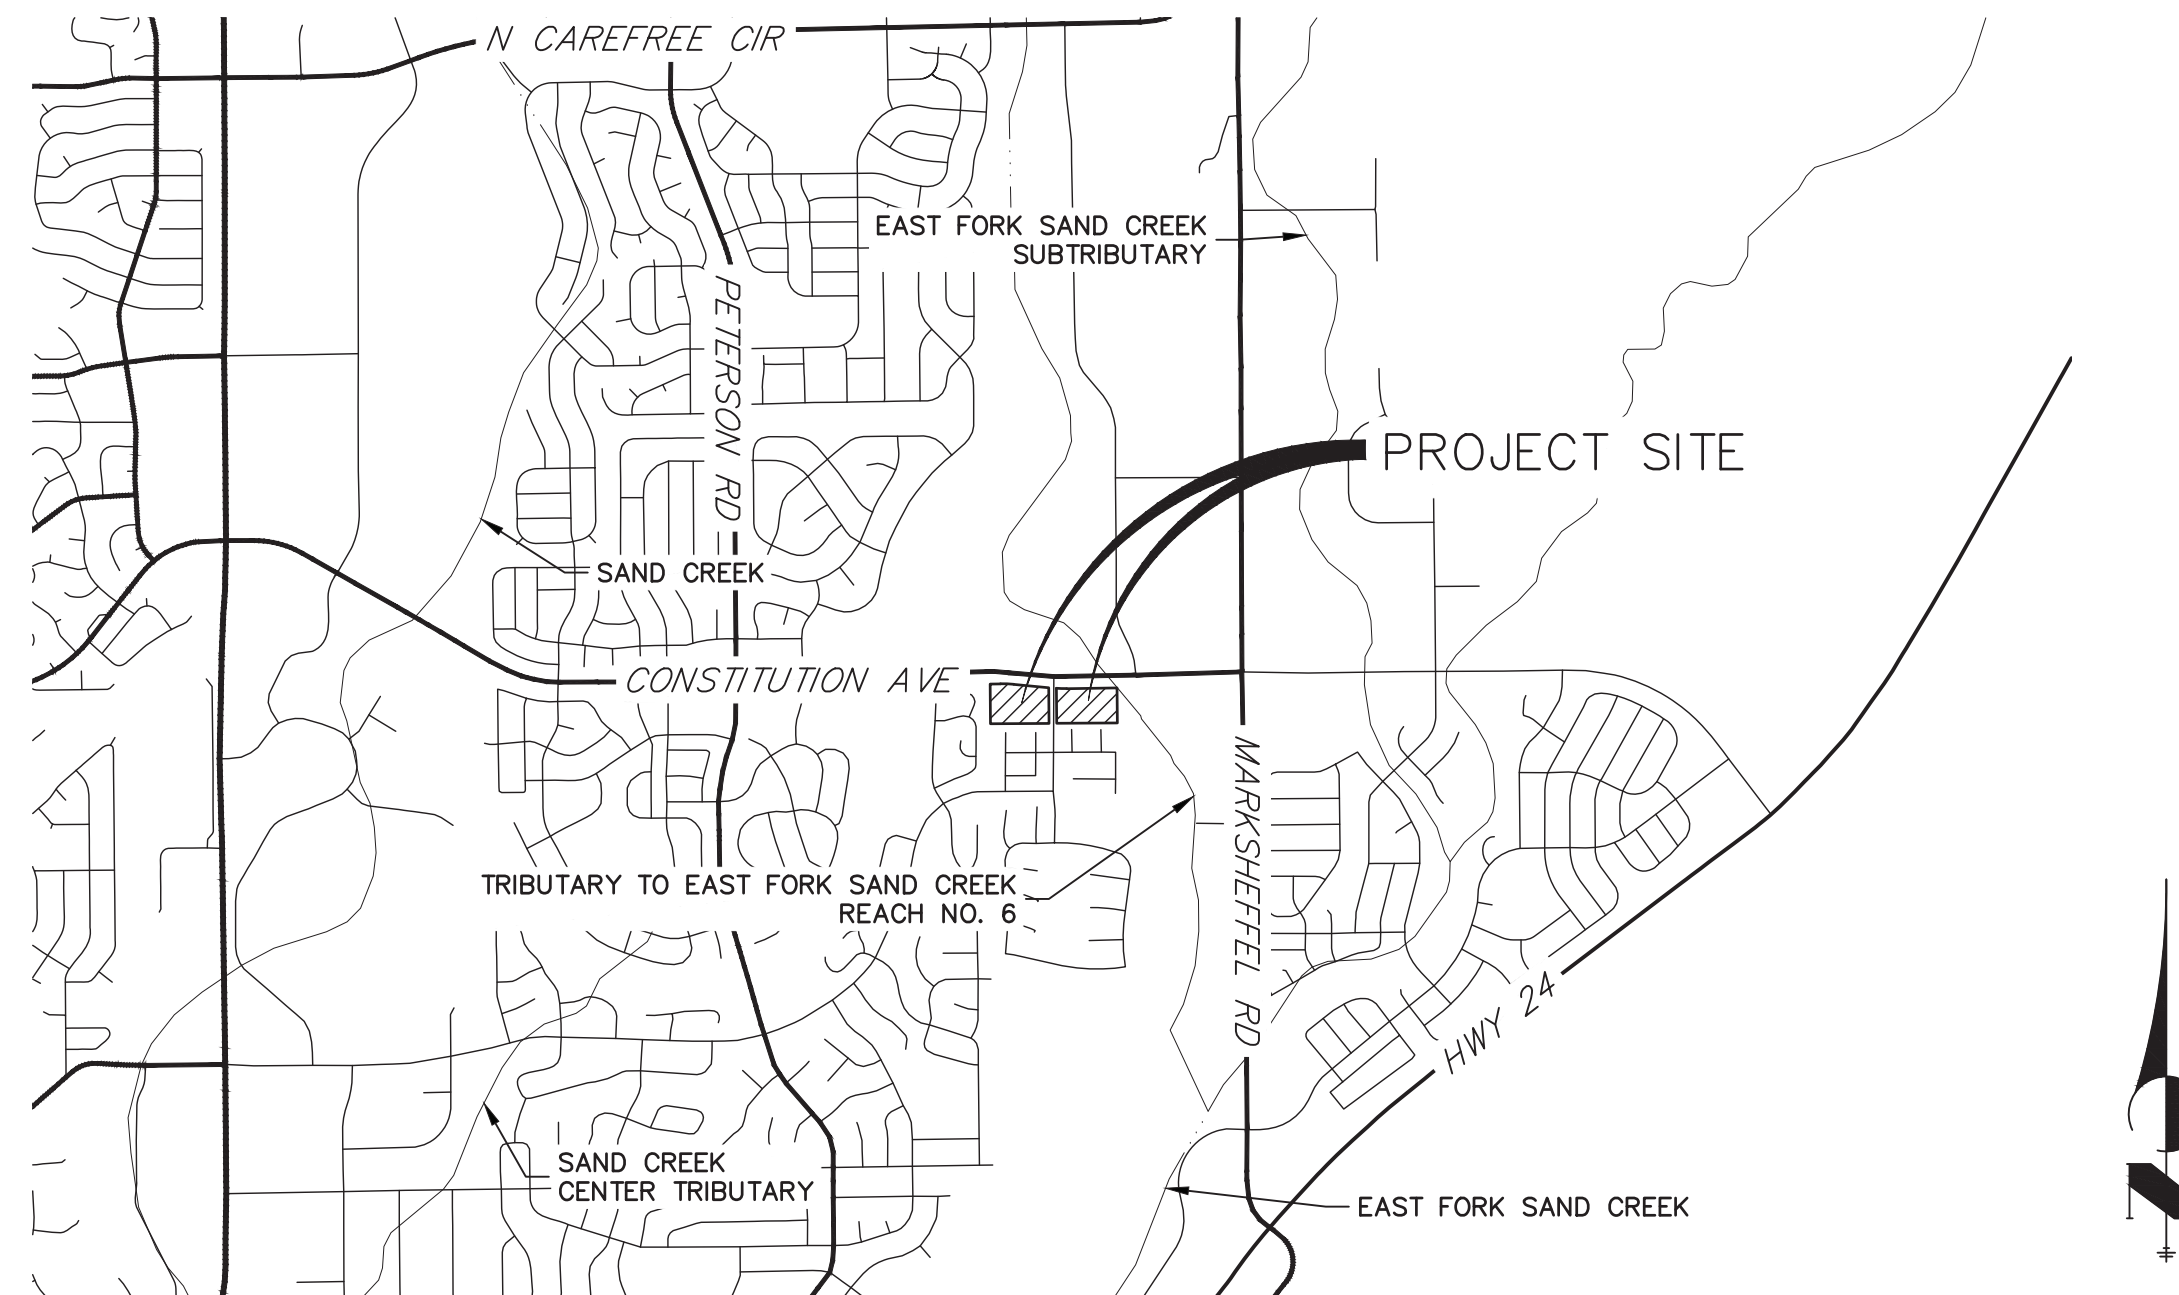 N CAREFREE CIR
EAST FORK SAND CREEK
SUBTRIBUTARY
PETERSON RD
PROJECT SITE
SAND CREEK
CONSTITUTION AVE
MARKSHEFFEL RD
TRIBUTARY TO EAST FORK SAND CREEK
REACH NO. 6
HWY 24
SAND CREEK
CENTER TRIBUTARY
EAST FORK SAND CREEK
N